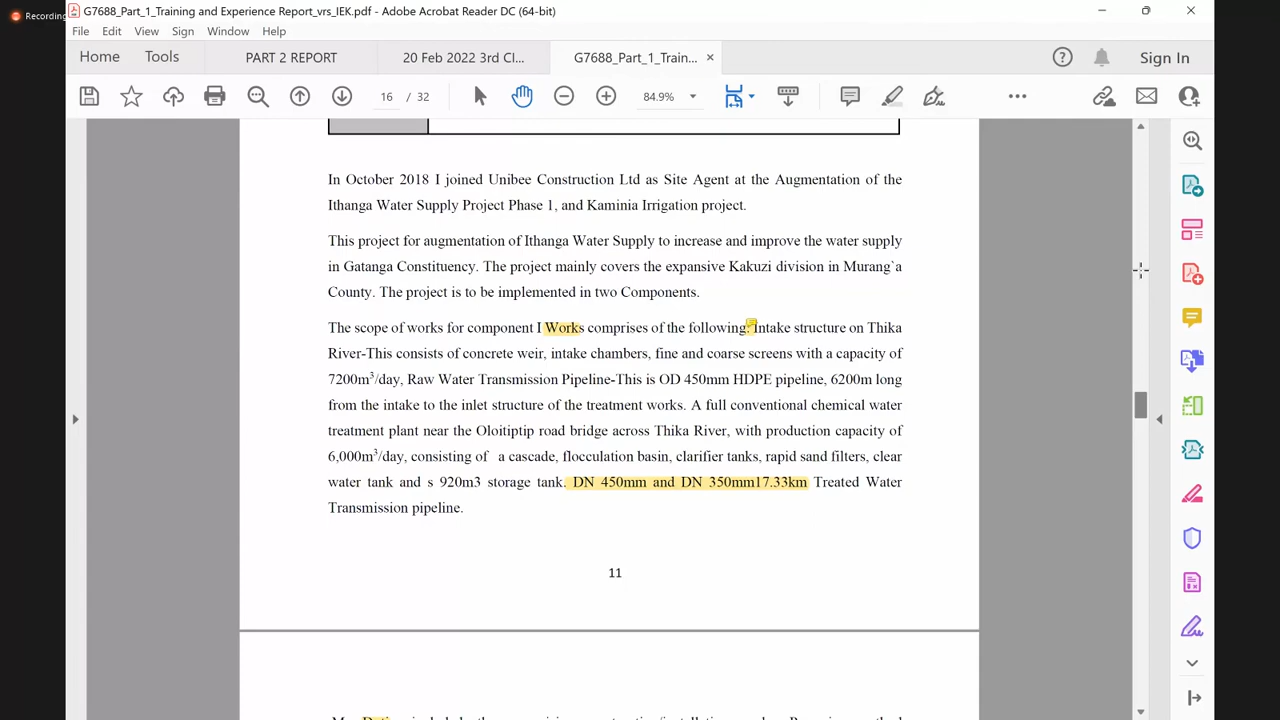 Recording
G7688_Part_1_Training and Experience Report_vrs_IEK.pdf - Adobe Acrobat Reader DC (64-bit)
File Edit View Sign Window Help
Home Tools PART 2 REPORT 20 Feb 2022 3rd Cl... G7688_Part_1_Train... × Sign In
16 / 32 84.9%
In October 2018 I joined Unibee Construction Ltd as Site Agent at the Augmentation of the
Ithanga Water Supply Project Phase 1, and Kaminia Irrigation project.
This project for augmentation of Ithanga Water Supply to increase and improve the water supply
in Gatanga Constituency. The project mainly covers the expansive Kakuzi division in Murang`a
County. The project is to be implemented in two Components.
The scope of works for component I Works comprises of the following: Intake structure on Thika
River-This consists of concrete weir, intake chambers, fine and coarse screens with a capacity of
7200m³/day, Raw Water Transmission Pipeline-This is OD 450mm HDPE pipeline, 6200m long
from the intake to the inlet structure of the treatment works. A full conventional chemical water
treatment plant near the Oloitiptip road bridge across Thika River, with production capacity of
6,000m³/day, consisting of a cascade, flocculation basin, clarifier tanks, rapid sand filters, clear
water tank and s 920m3 storage tank. DN 450mm and DN 350mm17.33km Treated Water
Transmission pipeline.
11